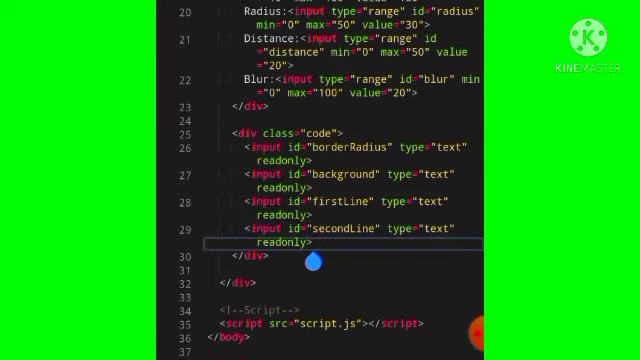 20 Radius:<input type="range" id="radius"
min="0" max="50" value="30">
21 Distance:<input type="range" id
="distance" min="0" max="50" value
="20">
22 Blur:<input type="range" id="blur" min
="0" max="100" value="20">
23 </div>
24
25 <div class="code">
26 <input id="borderRadius" type="text"
readonly>
27 <input id="background" type="text"
readonly>
28 <input id="firstLine" type="text"
readonly>
29 <input id="secondLine" type="text"
readonly>
30 </div>
31
32 </div>
33
34 <!--Script-->
35 <script src="script.js"></script>
36 </body>
37
K
KINEMASTER